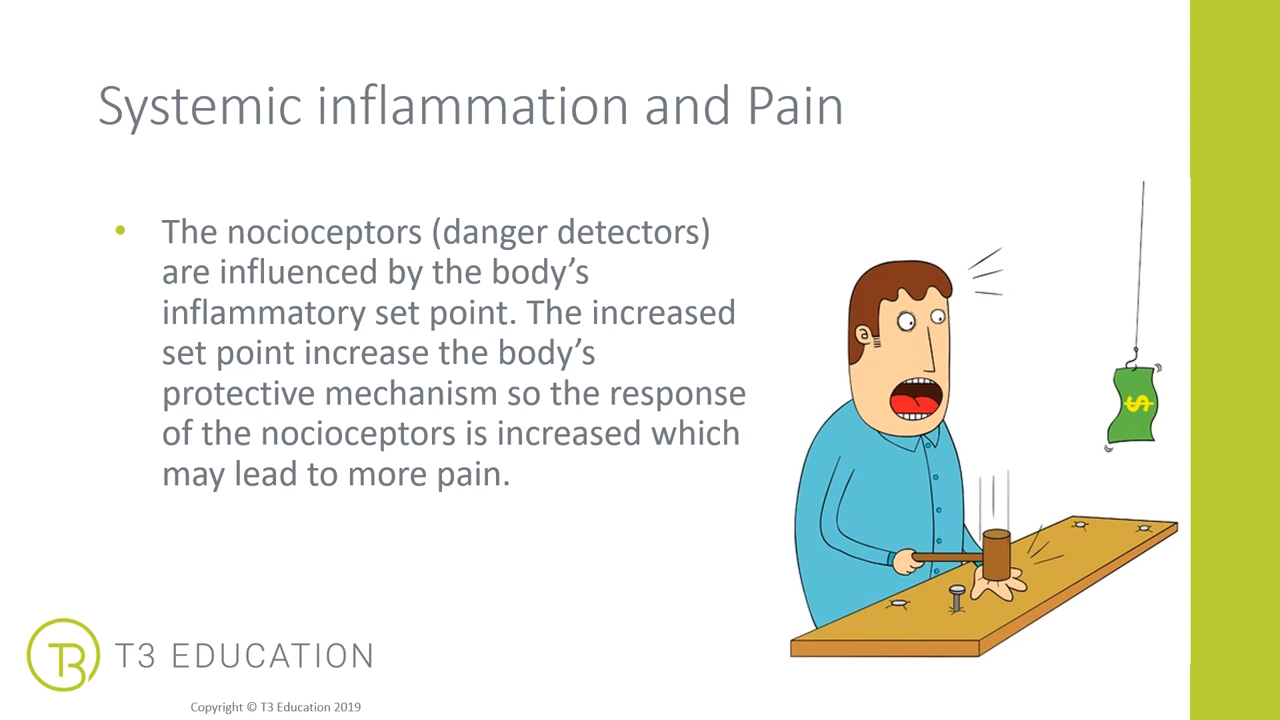 Systemic inflammation and Pain
• The nocioceptors (danger detectors)
are influenced by the body’s
inflammatory set point. The increased
set point increase the body’s
protective mechanism so the response
of the nocioceptors is increased which
may lead to more pain.
$
T3 T3 EDUCATION
Copyright © T3 Education 2019